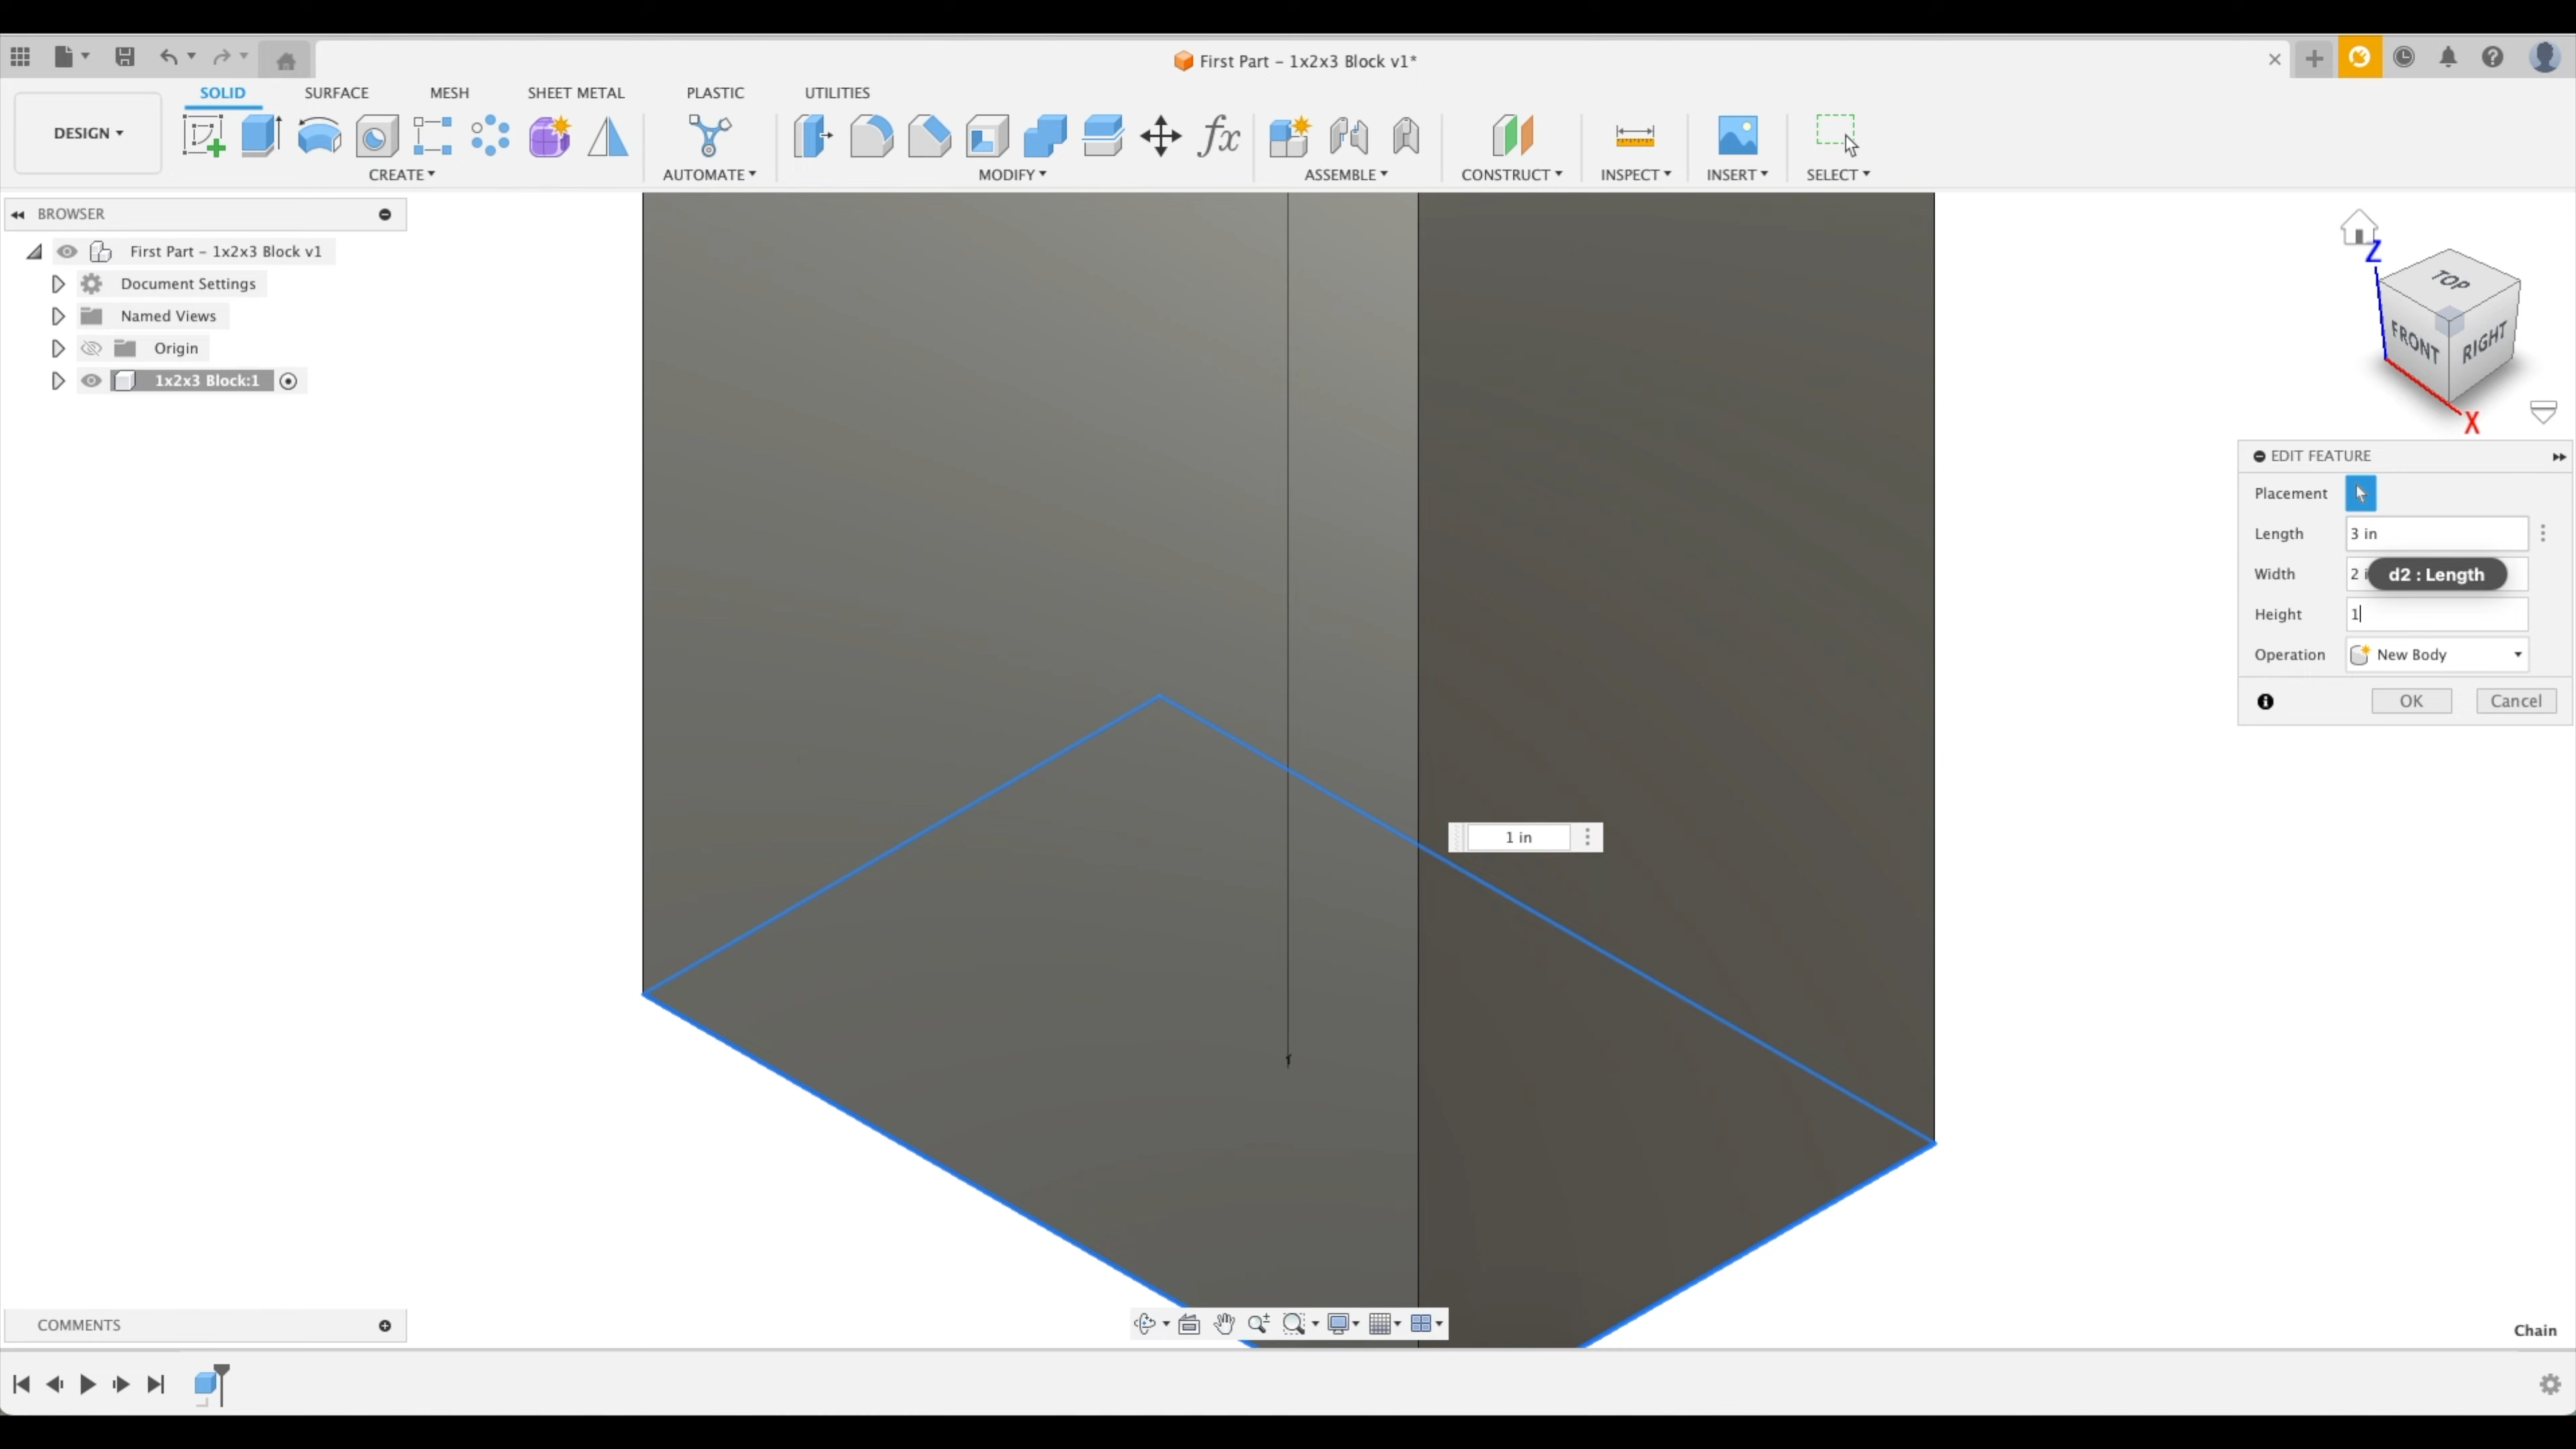 First Part – 1x2x3 Block v1*
SOLID SURFACE MESH SHEET METAL PLASTIC UTILITIES
DESIGN
fx
CREATE AUTOMATE MODIFY ASSEMBLE CONSTRUCT INSPECT INSERT SELECT
BROWSER
First Part – 1x2x3 Block v1
Document Settings
Named Views
Origin
1x2x3 Block:1
Z
TOP
FRONT
RIGHT
X
EDIT FEATURE
Placement
Length 3 in
Width 2 i d2 : Length
Height 1
Operation New Body
OK Cancel
1 in
COMMENTS
Chain